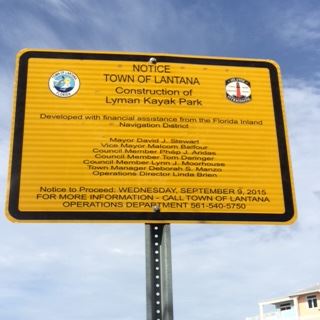 NOTICE
TOWN OF LANTANA
Construction of
Lyman Kayak Park
Developed with financial assistance from the Florida Inland
Navigation District
Mayor David J. Stewart
Vice Mayor Malcolm Balfour
Council Member Philip J. Aridas
Council Member Tom Deringer
Council Member Lynn J. Moorhouse
Town Manager Deborah S. Manzo
Operations Director Linda Brien
Notice to Proceed: WEDNESDAY, SEPTEMBER 9, 2015
FOR MORE INFORMATION - CALL TOWN OF LANTANA
OPERATIONS DEPARTMENT 561-540-5750